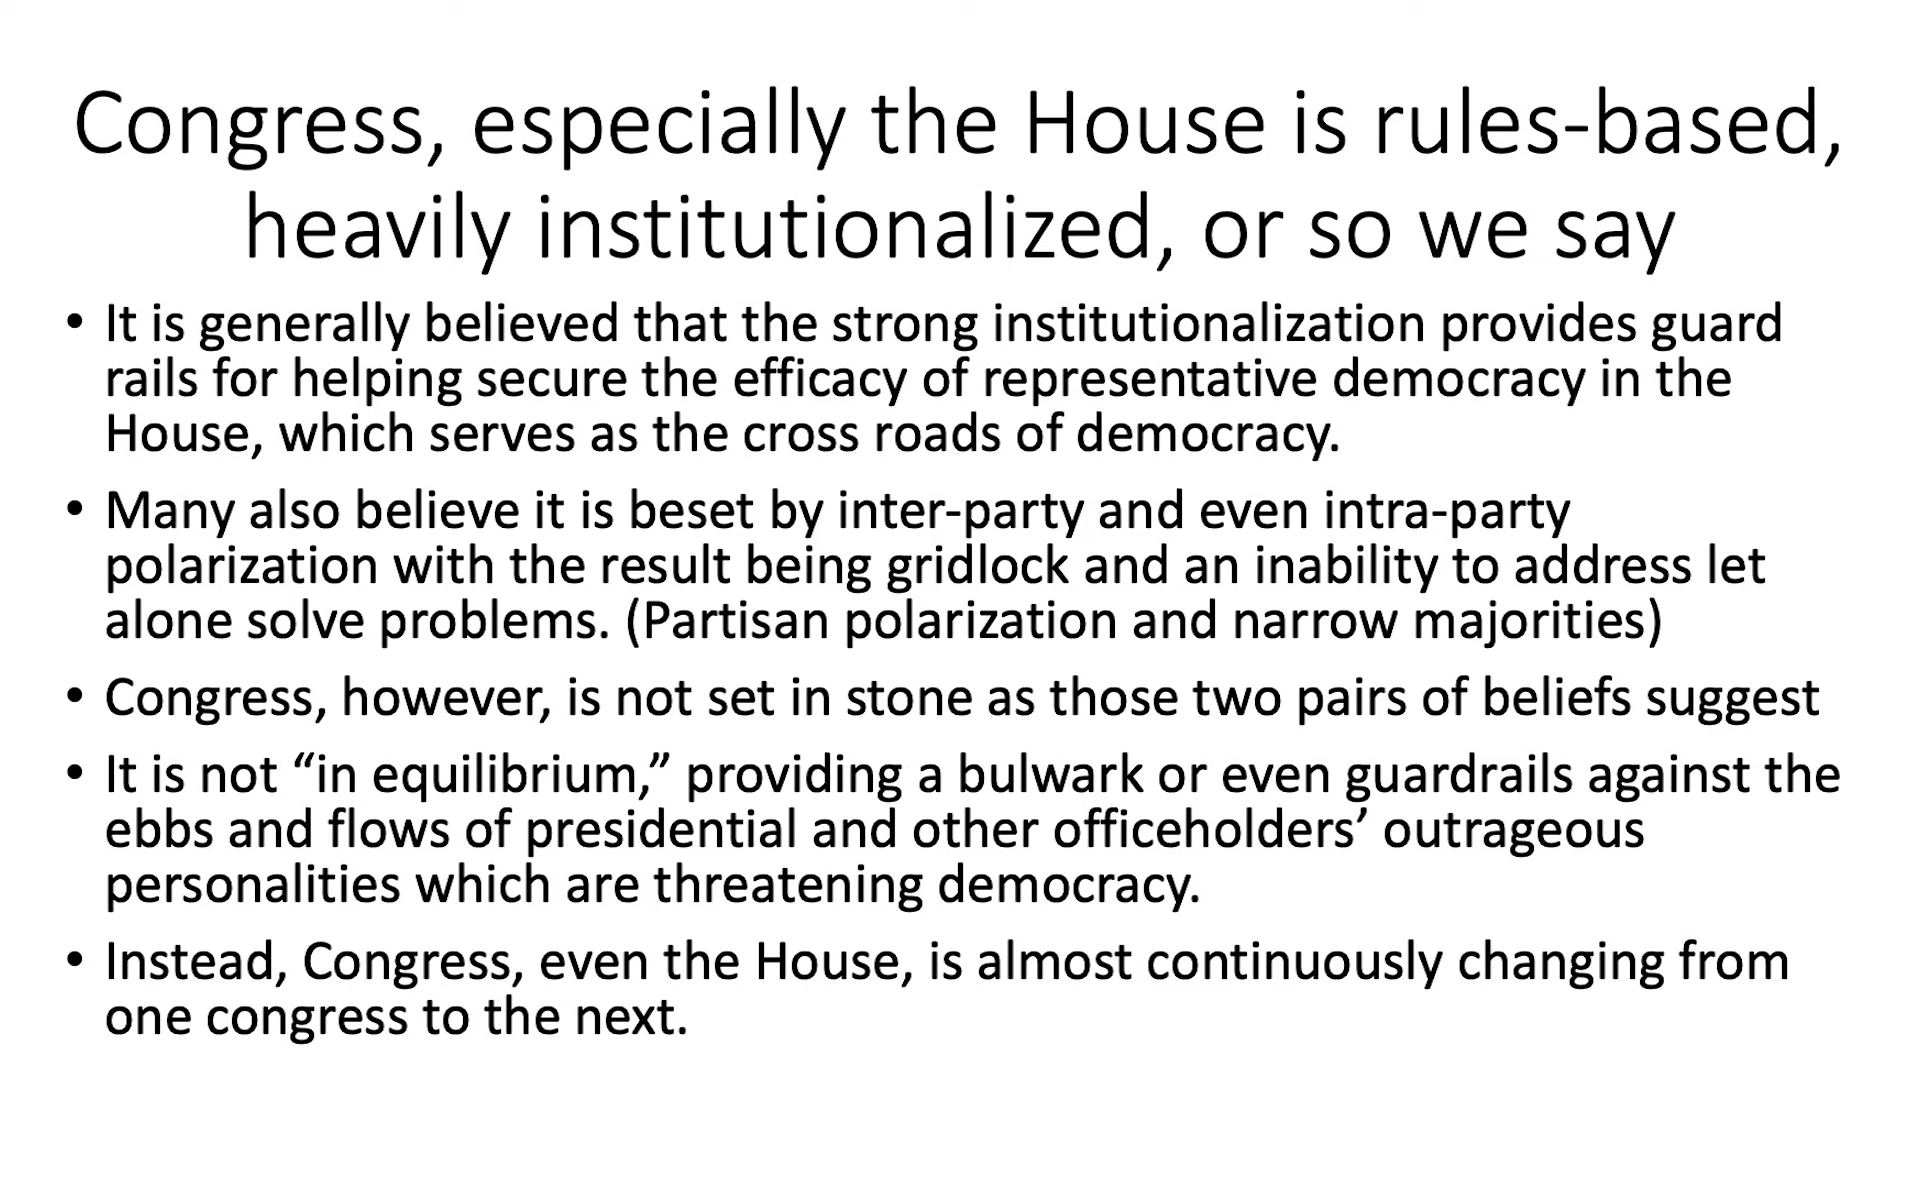 Congress, especially the House is rules-based,
heavily institutionalized, or so we say
• It is generally believed that the strong institutionalization provides guard
rails for helping secure the efficacy of representative democracy in the
House, which serves as the cross roads of democracy.
• Many also believe it is beset by inter-party and even intra-party
polarization with the result being gridlock and an inability to address let
alone solve problems. (Partisan polarization and narrow majorities)
• Congress, however, is not set in stone as those two pairs of beliefs suggest
• It is not “in equilibrium,” providing a bulwark or even guardrails against the
ebbs and flows of presidential and other officeholders’ outrageous
personalities which are threatening democracy.
• Instead, Congress, even the House, is almost continuously changing from
one congress to the next.